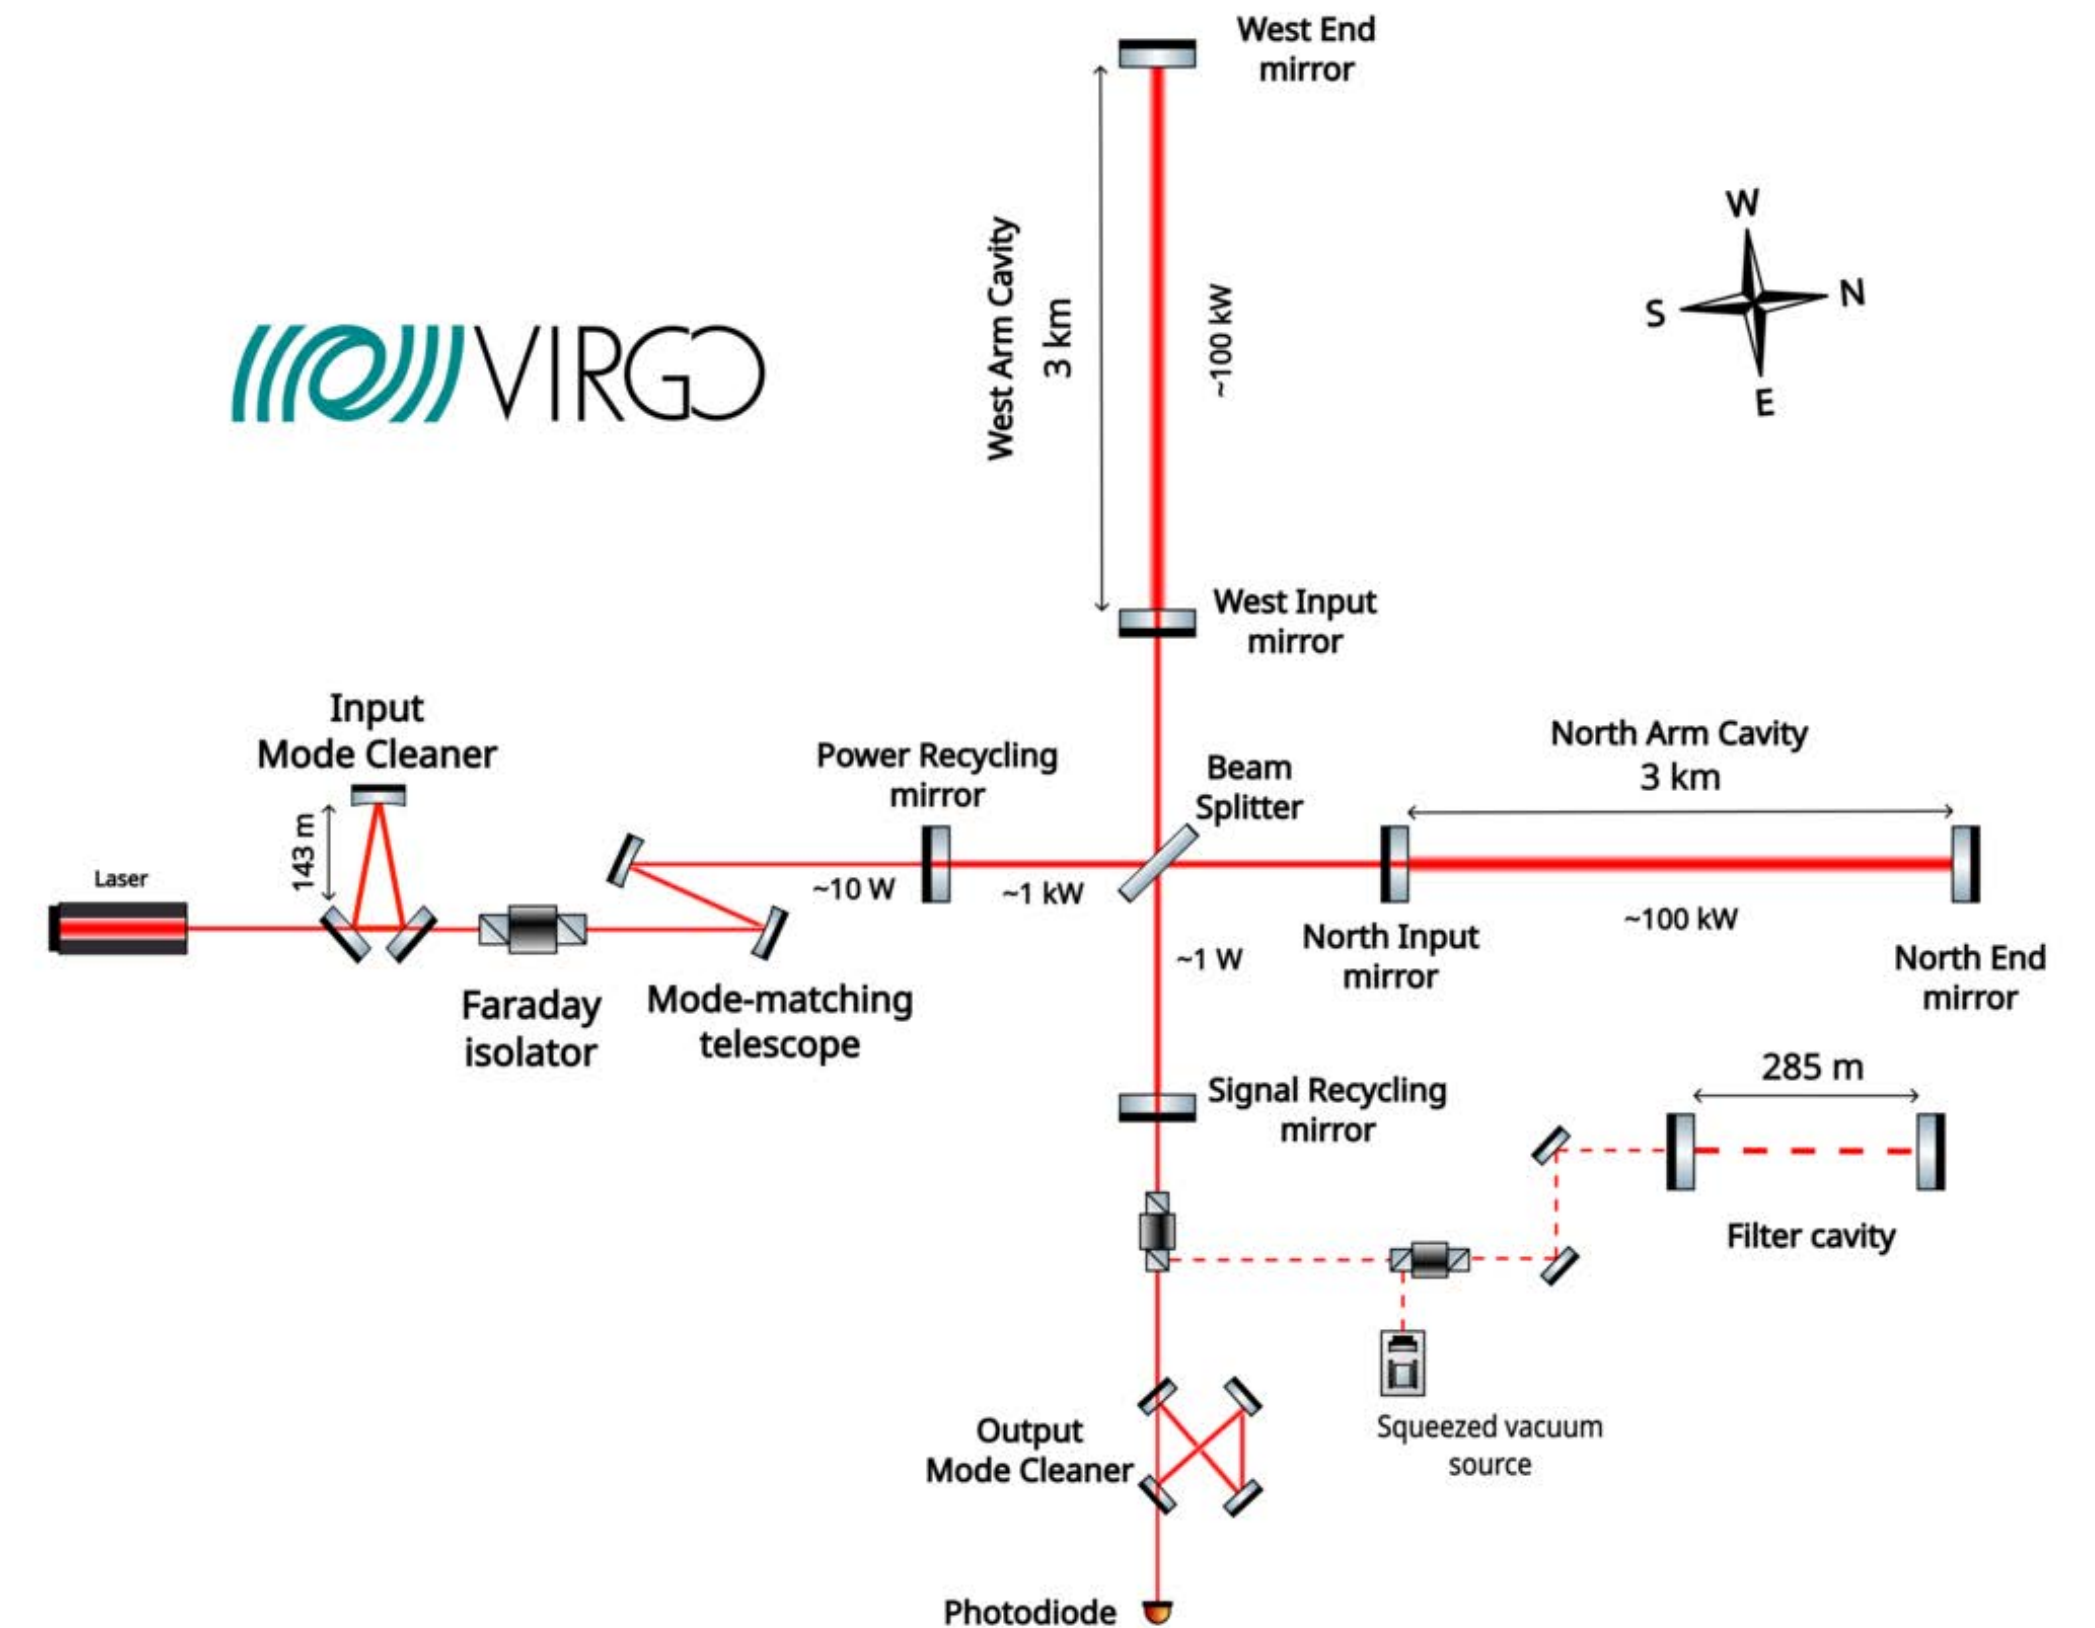 West End
mirror
W
N
S
E
West Arm Cavity
3 km
~100 kW
VIRGO
West Input
mirror
Input
Mode Cleaner
143 m
Laser
Power Recycling
mirror
Beam
Splitter
North Arm Cavity
3 km
~10 W
~1 kW
~100 kW
North Input
mirror
~1 W
North End
mirror
Faraday
isolator
Mode-matching
telescope
285 m
Signal Recycling
mirror
Filter cavity
Squeezed vacuum
source
Output
Mode Cleaner
Photodiode